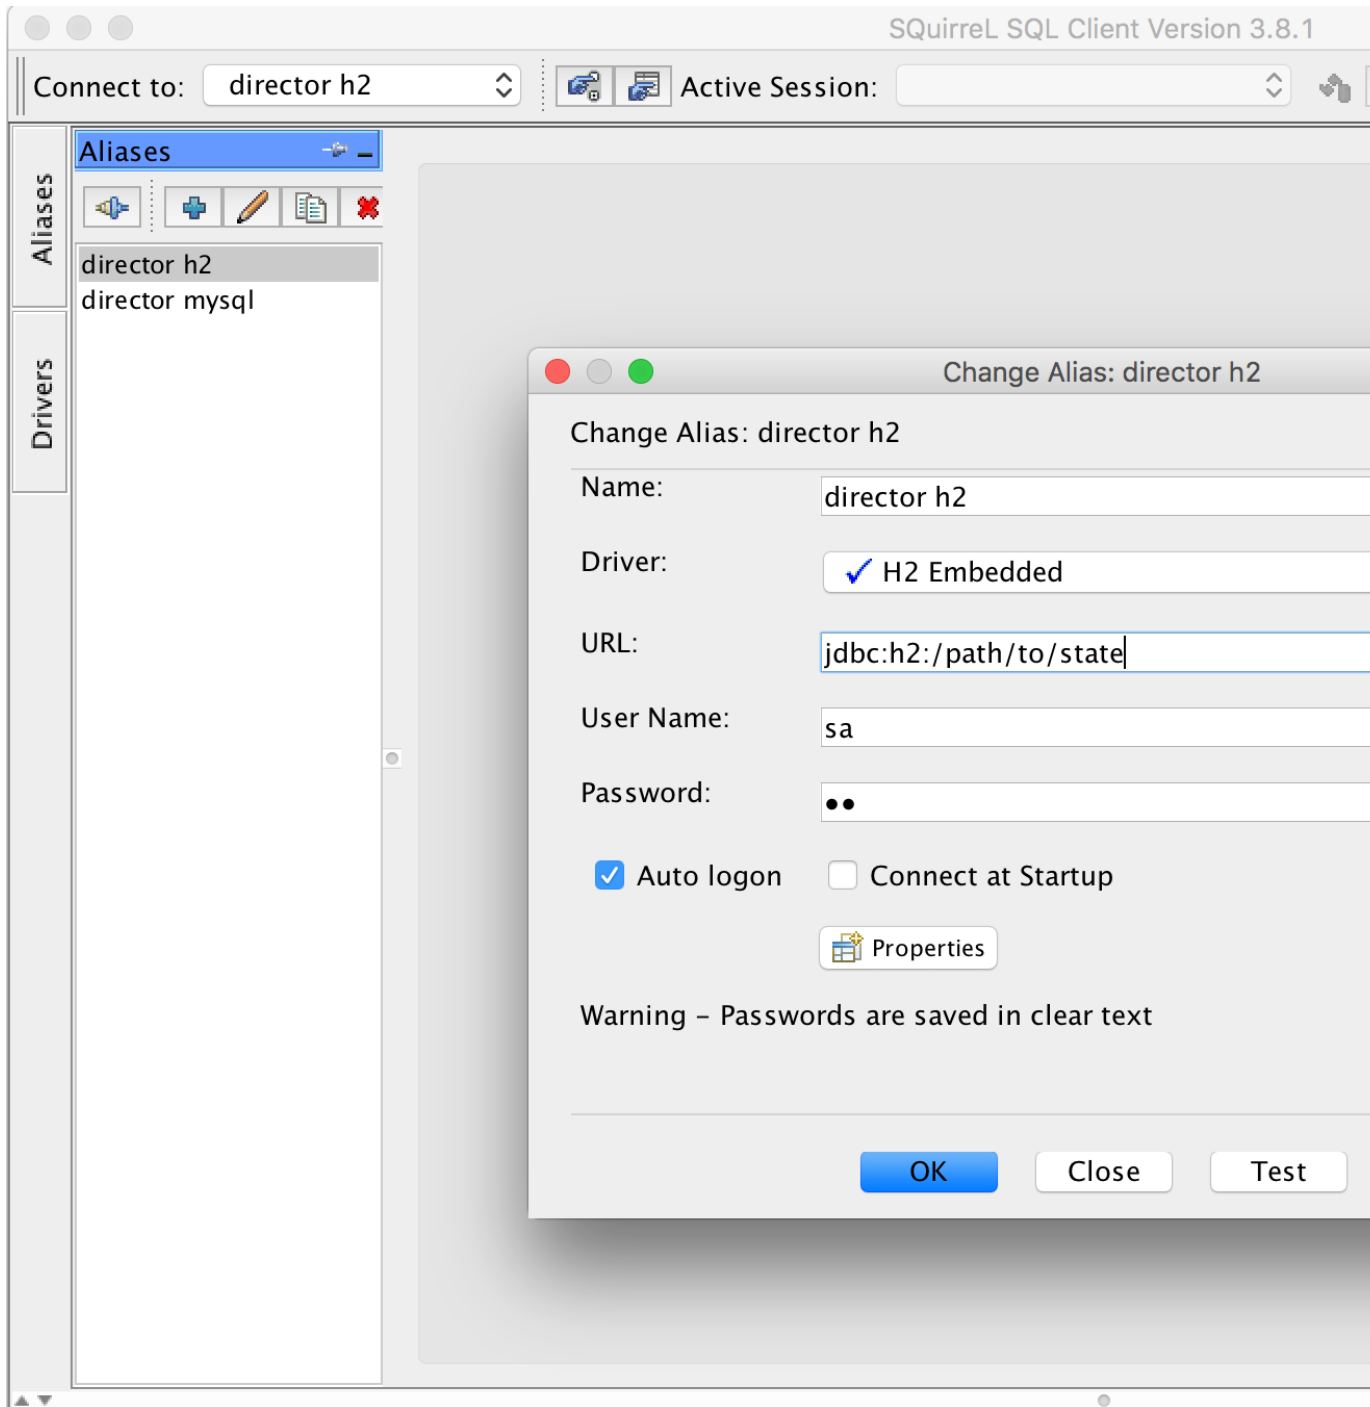 SQuirreL SQL Client Version 3.8.1
Connect to: director h2 Active Session:
Aliases
Aliases
Drivers
director h2
director mysql
Change Alias: director h2
Change Alias: director h2
Name: director h2
Driver: H2 Embedded
URL: jdbc:h2:/path/to/state
User Name: sa
Password: ••
Auto logon Connect at Startup
Properties
Warning – Passwords are saved in clear text
OK Close Test